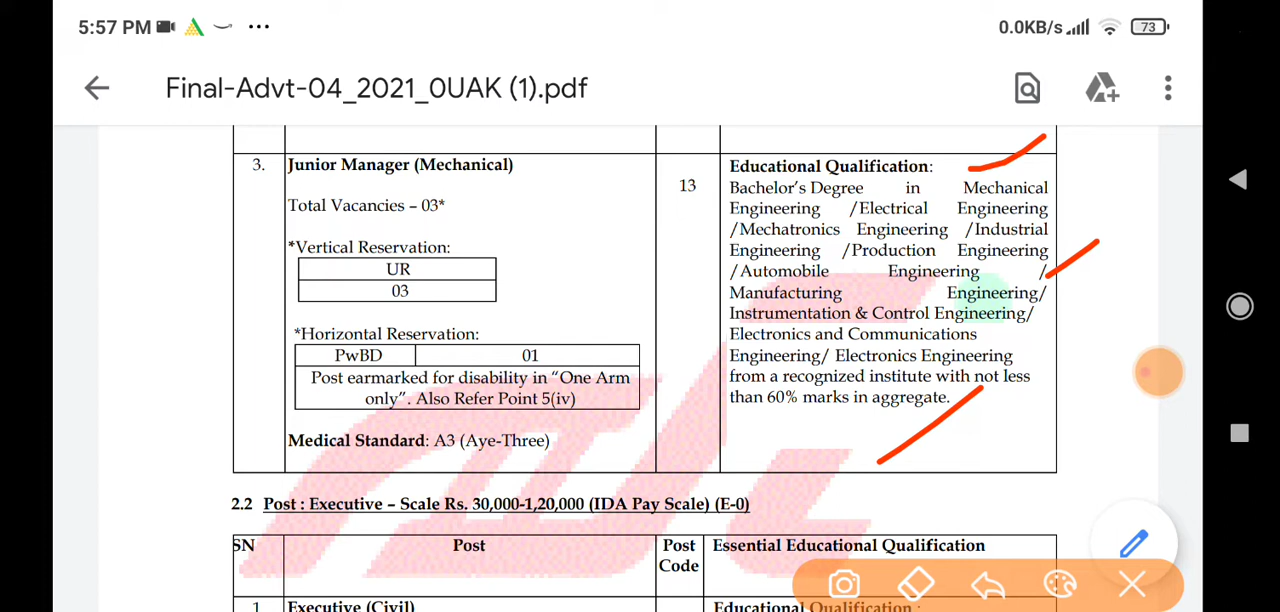 5:57 PM
0.0KB/s
73
Final-Advt-04_2021_0UAK (1).pdf
3.
Junior Manager (Mechanical)
Total Vacancies – 03*
*Vertical Reservation:
UR
03
*Horizontal Reservation:
PwBD 01
Post earmarked for disability in “One Arm
only”. Also Refer Point 5(iv)
Medical Standard: A3 (Aye-Three)
13
Educational Qualification:
Bachelor’s Degree in Mechanical
Engineering /Electrical Engineering
/Mechatronics Engineering /Industrial
Engineering /Production Engineering
/Automobile Engineering /
Manufacturing Engineering/
Instrumentation & Control Engineering/
Electronics and Communications
Engineering/ Electronics Engineering
from a recognized institute with not less
than 60% marks in aggregate.
2.2 Post : Executive – Scale Rs. 30,000-1,20,000 (IDA Pay Scale) (E-0)
SN Post Post Essential Educational Qualification
Code
1 Executive (Civil) Educational Qualification :